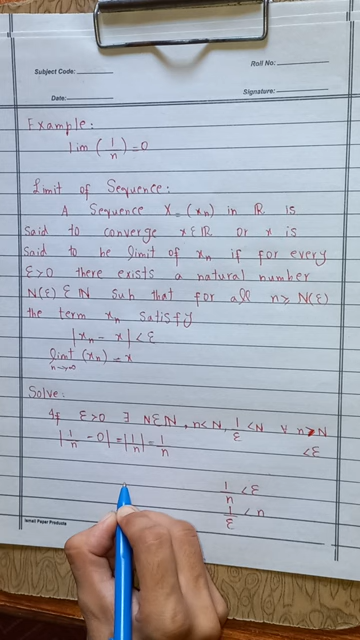 Roll No:
Subject Code:
Signature:
Date:
Example:
lim (1/n) = 0
Limit of Sequence:
A Sequence X = (xn) in ℝ is
said to converge x ∈ ℝ or x is
said to be limit of xn if for every
ε>0 there exists a natural number
N(ε) ∈ ℕ suh that for all n ≥ N(ε)
the term xn satisfy
|xn - x| < ε
limt (xn) = x
n→∞
Solve:
If ε>0 ∃ N∈ℕ, n<N, 1/ε <N ∀ n≥N
|1/n - 0| = |1/n| = 1/n
<ε
1/n < ε
1/ε < n
Ismail Paper Products